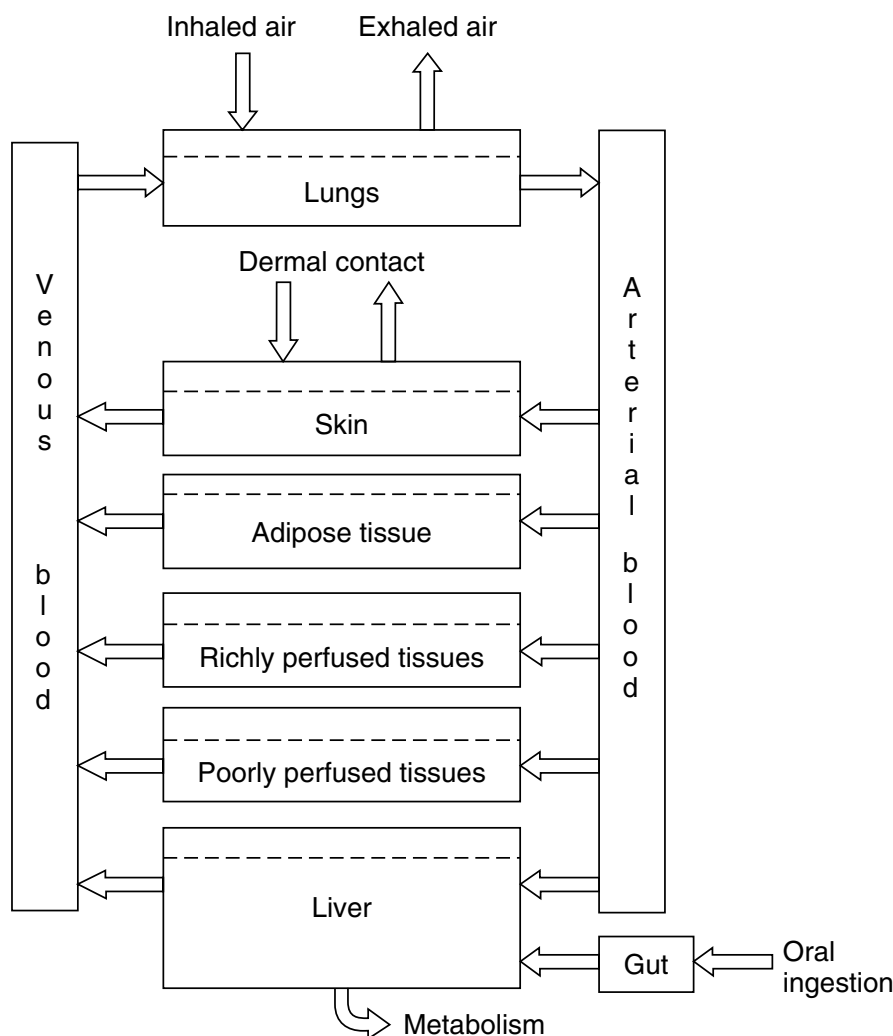 Inhaled air
Exhaled air
Lungs
Dermal contact
Venous blood
Arterial blood
Skin
Adipose tissue
Richly perfused tissues
Poorly perfused tissues
Liver
Gut
Oral
ingestion
Metabolism